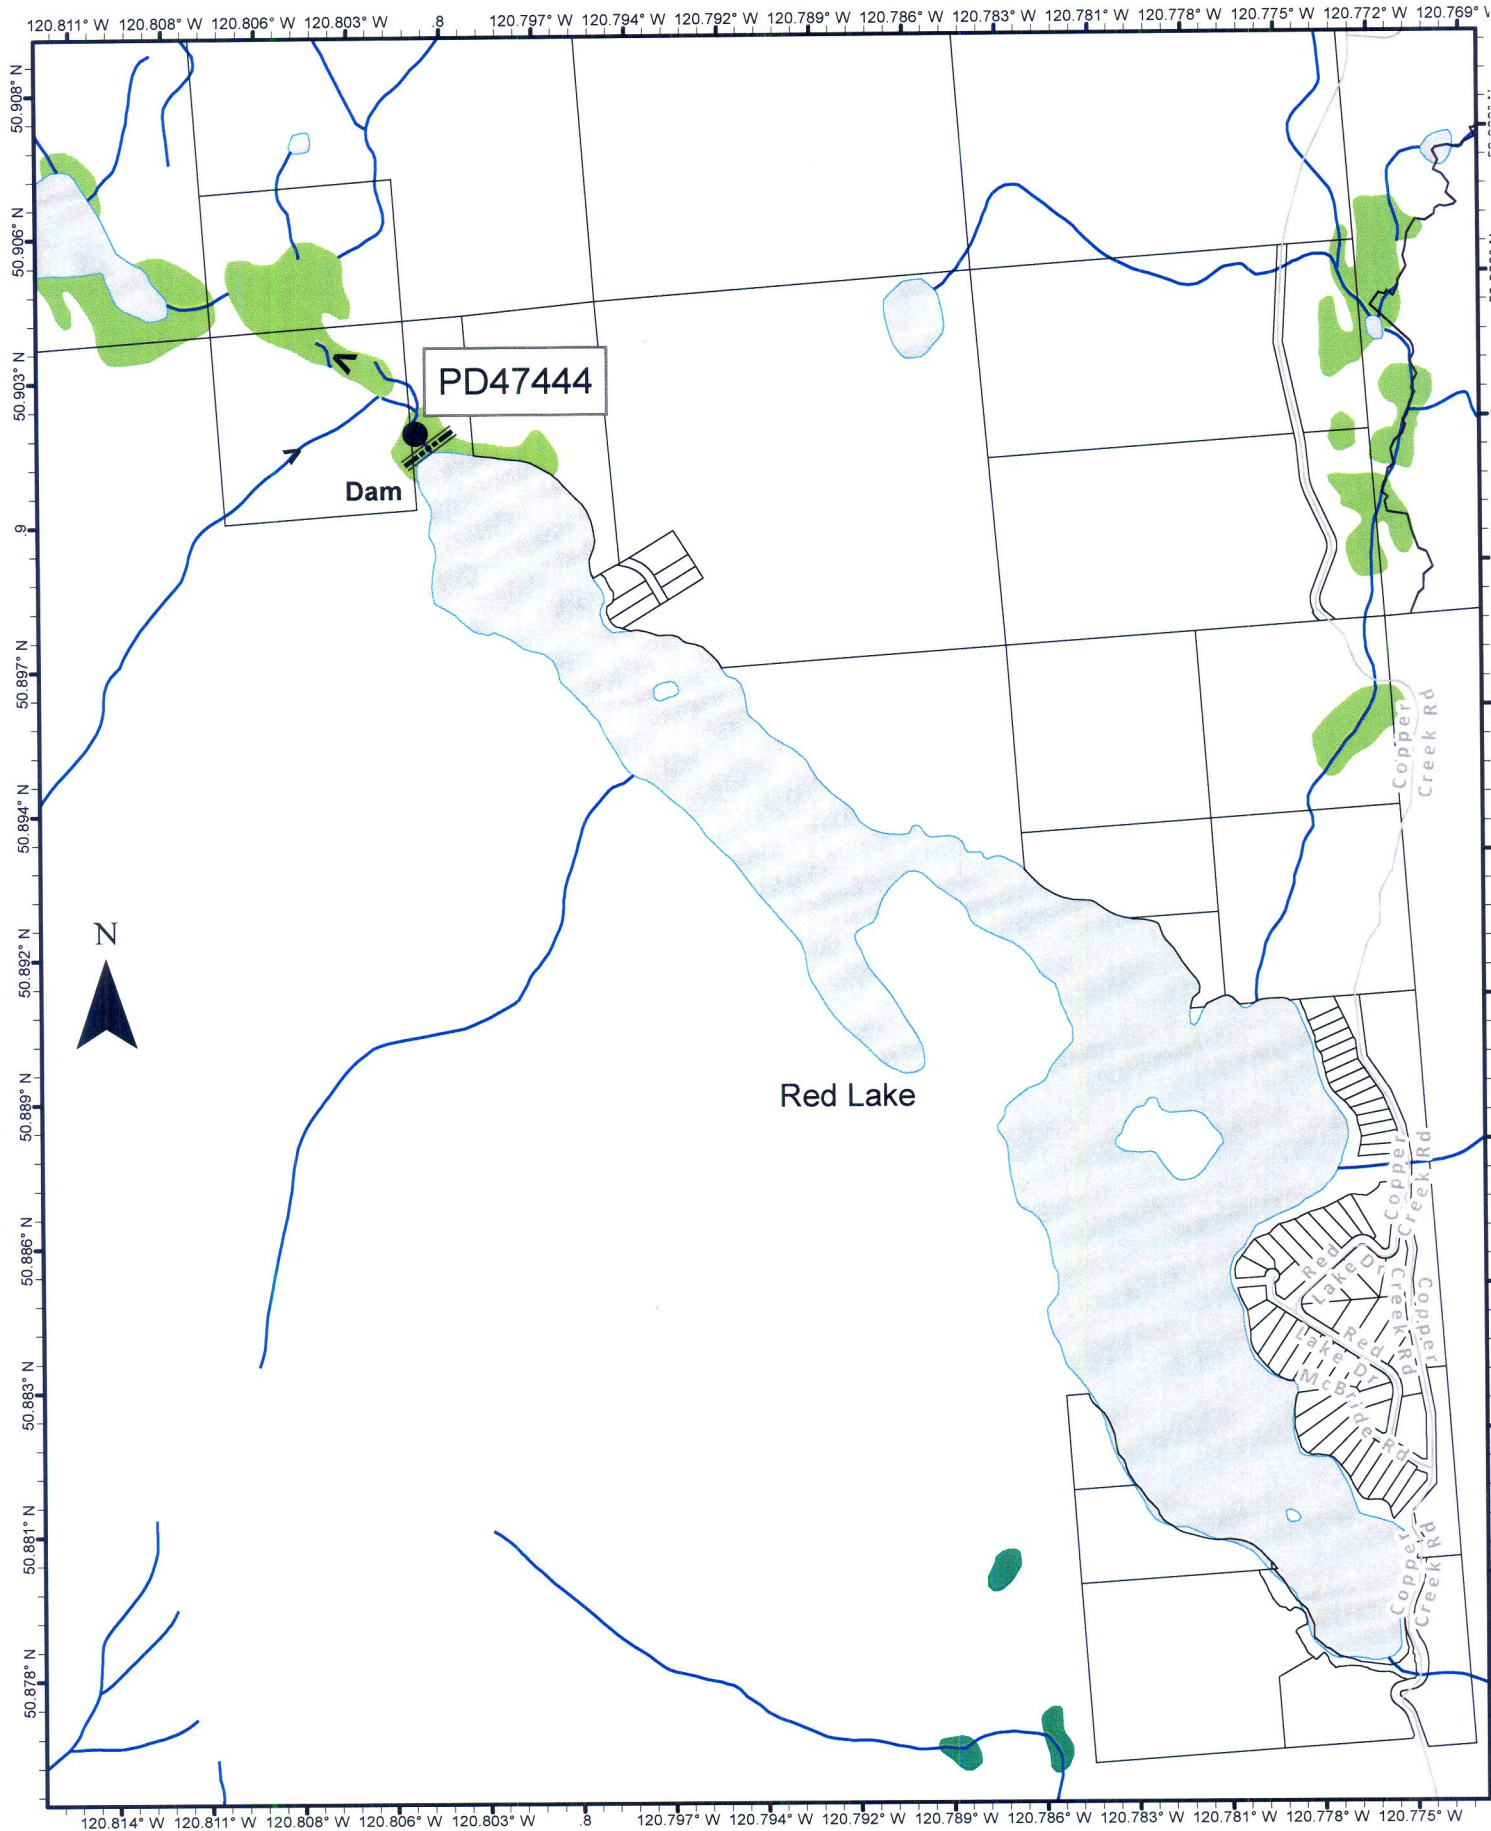 120.811° W 120.808° W 120.806° W 120.803° W .8 120.797° W 120.794° W 120.792° W 120.789° W 120.786° W 120.783° W 120.781° W 120.778° W 120.775° W 120.772° W 120.769°
50.908° N
50.906° N
50.903° N
PD47444
Dam
.9
50.897° N
Copper
Creek Rd
50.894° N
N
50.892° N
Red Lake
50.889° N
Copper
Creek Rd
50.886° N
Red
Lake Dr
Copper
Creek Rd
Red
Lake Dr
McBride Rd
50.883° N
50.881° N
Copper
Creek Rd
50.878° N
120.814° W 120.811° W 120.808° W 120.806° W 120.803° W .8 120.797° W 120.794° W 120.792° W 120.789° W 120.786° W 120.783° W 120.781° W 120.778° W 120.775° W